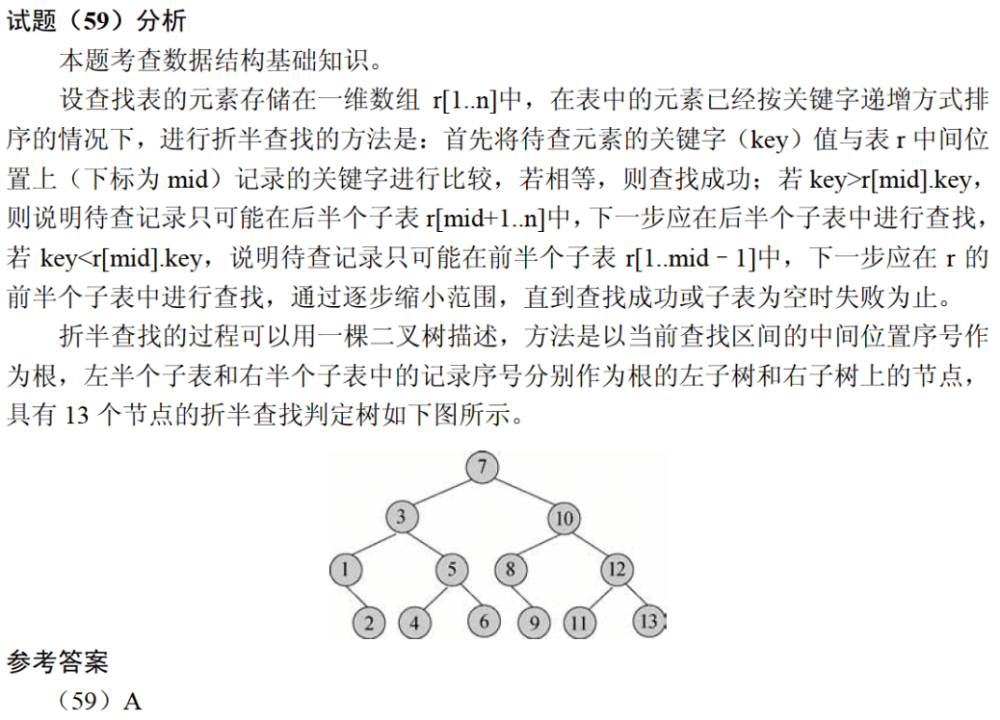 试题（59）分析
本题考查数据结构基础知识。
设查找表的元素存储在一维数组 r[1..n]中，在表中的元素已经按关键字递增方式排
序的情况下，进行折半查找的方法是：首先将待查元素的关键字（key）值与表 r 中间位
置上（下标为 mid）记录的关键字进行比较，若相等，则查找成功；若 key>r[mid].key，
则说明待查记录只可能在后半个子表 r[mid+1..n]中，下一步应在后半个子表中进行查找，
若 key<r[mid].key，说明待查记录只可能在前半个子表 r[1..mid﹣1]中，下一步应在 r 的
前半个子表中进行查找，通过逐步缩小范围，直到查找成功或子表为空时失败为止。
折半查找的过程可以用一棵二叉树描述，方法是以当前查找区间的中间位置序号作
为根，左半个子表和右半个子表中的记录序号分别作为根的左子树和右子树上的节点，
具有 13 个节点的折半查找判定树如下图所示。
7
3 10
1 5 8 12
2 4 6 9 11 13
参考答案
（59）A